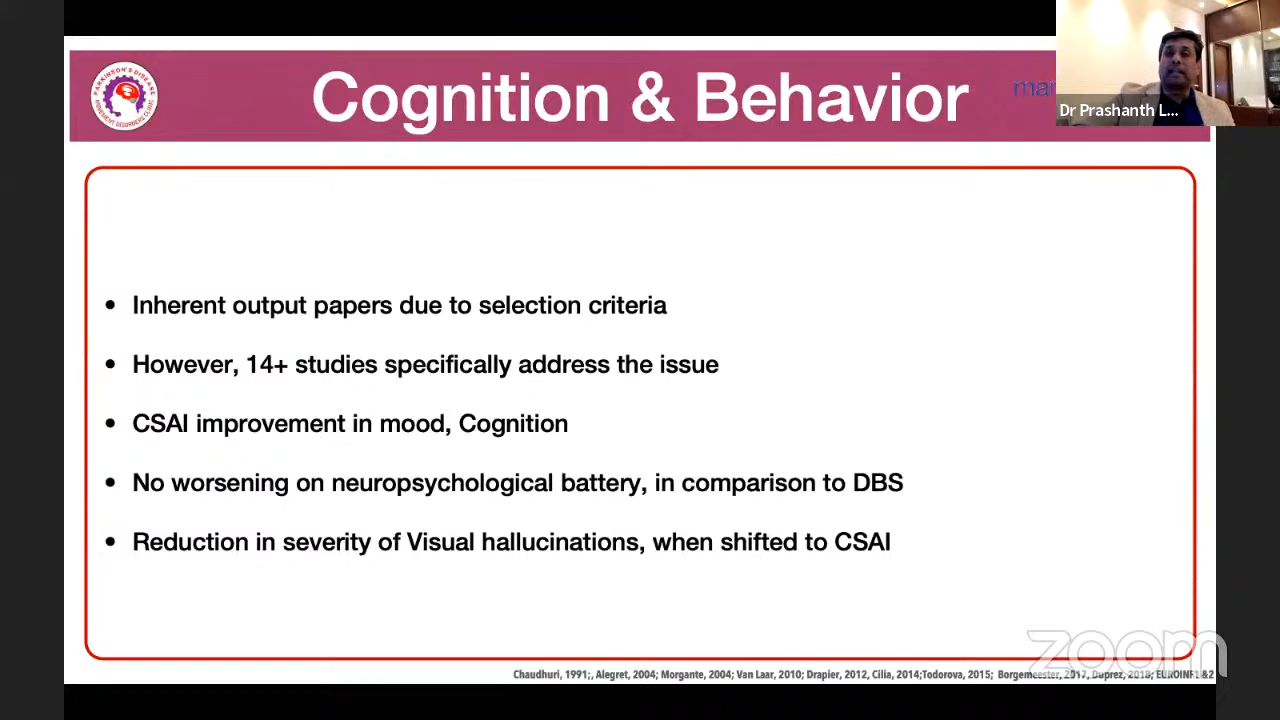 Cognition & Behavior
Dr Prashanth L...
PARKINSON'S DISEASE
• Inherent output papers due to selection criteria
• However, 14+ studies specifically address the issue
• CSAI improvement in mood, Cognition
• No worsening on neuropsychological battery, in comparison to DBS
• Reduction in severity of Visual hallucinations, when shifted to CSAI
zoom
Chaudhuri, 1991;, Alegret, 2004; Morgante, 2004; Van Laar, 2010; Drapier, 2012, Cilia, 2014;Todorova, 2015; Borgemeester, 2017, Duprez, 2018; EUROINF1&2